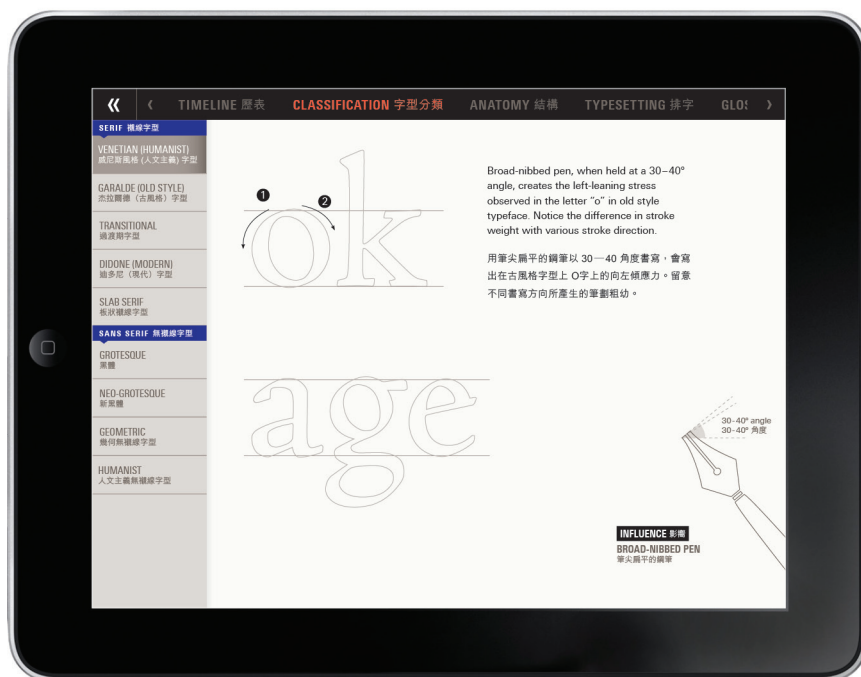 « ‹ TIMELINE 歷表 CLASSIFICATION 字型分類 ANATOMY 結構 TYPESETTING 排字 GLOS ›
SERIF 襯線字型
VENETIAN (HUMANIST)
威尼斯風格 (人文主義) 字型
GARALDE (OLD STYLE)
杰拉爾德（古風格）字型
TRANSITIONAL
過渡期字型
DIDONE (MODERN)
迪多尼（現代）字型
SLAB SERIF
板狀襯線字型
SANS SERIF 無襯線字型
GROTESQUE
黑體
NEO-GROTESQUE
新黑體
GEOMETRIC
幾何無襯線字型
HUMANIST
人文主義無襯線字型
1 2
ok
Broad-nibbed pen, when held at a 30–40°
angle, creates the left-leaning stress
observed in the letter “o” in old style
typeface. Notice the difference in stroke
weight with various stroke direction.
用筆尖扁平的鋼筆以 30—40 角度書寫，會寫
出在古風格字型上 O字上的向左傾應力。留意
不同書寫方向所產生的筆劃粗幼。
age
30-40° angle
30-40° 角度
INFLUENCE 影響
BROAD-NIBBED PEN
筆尖扁平的鋼筆